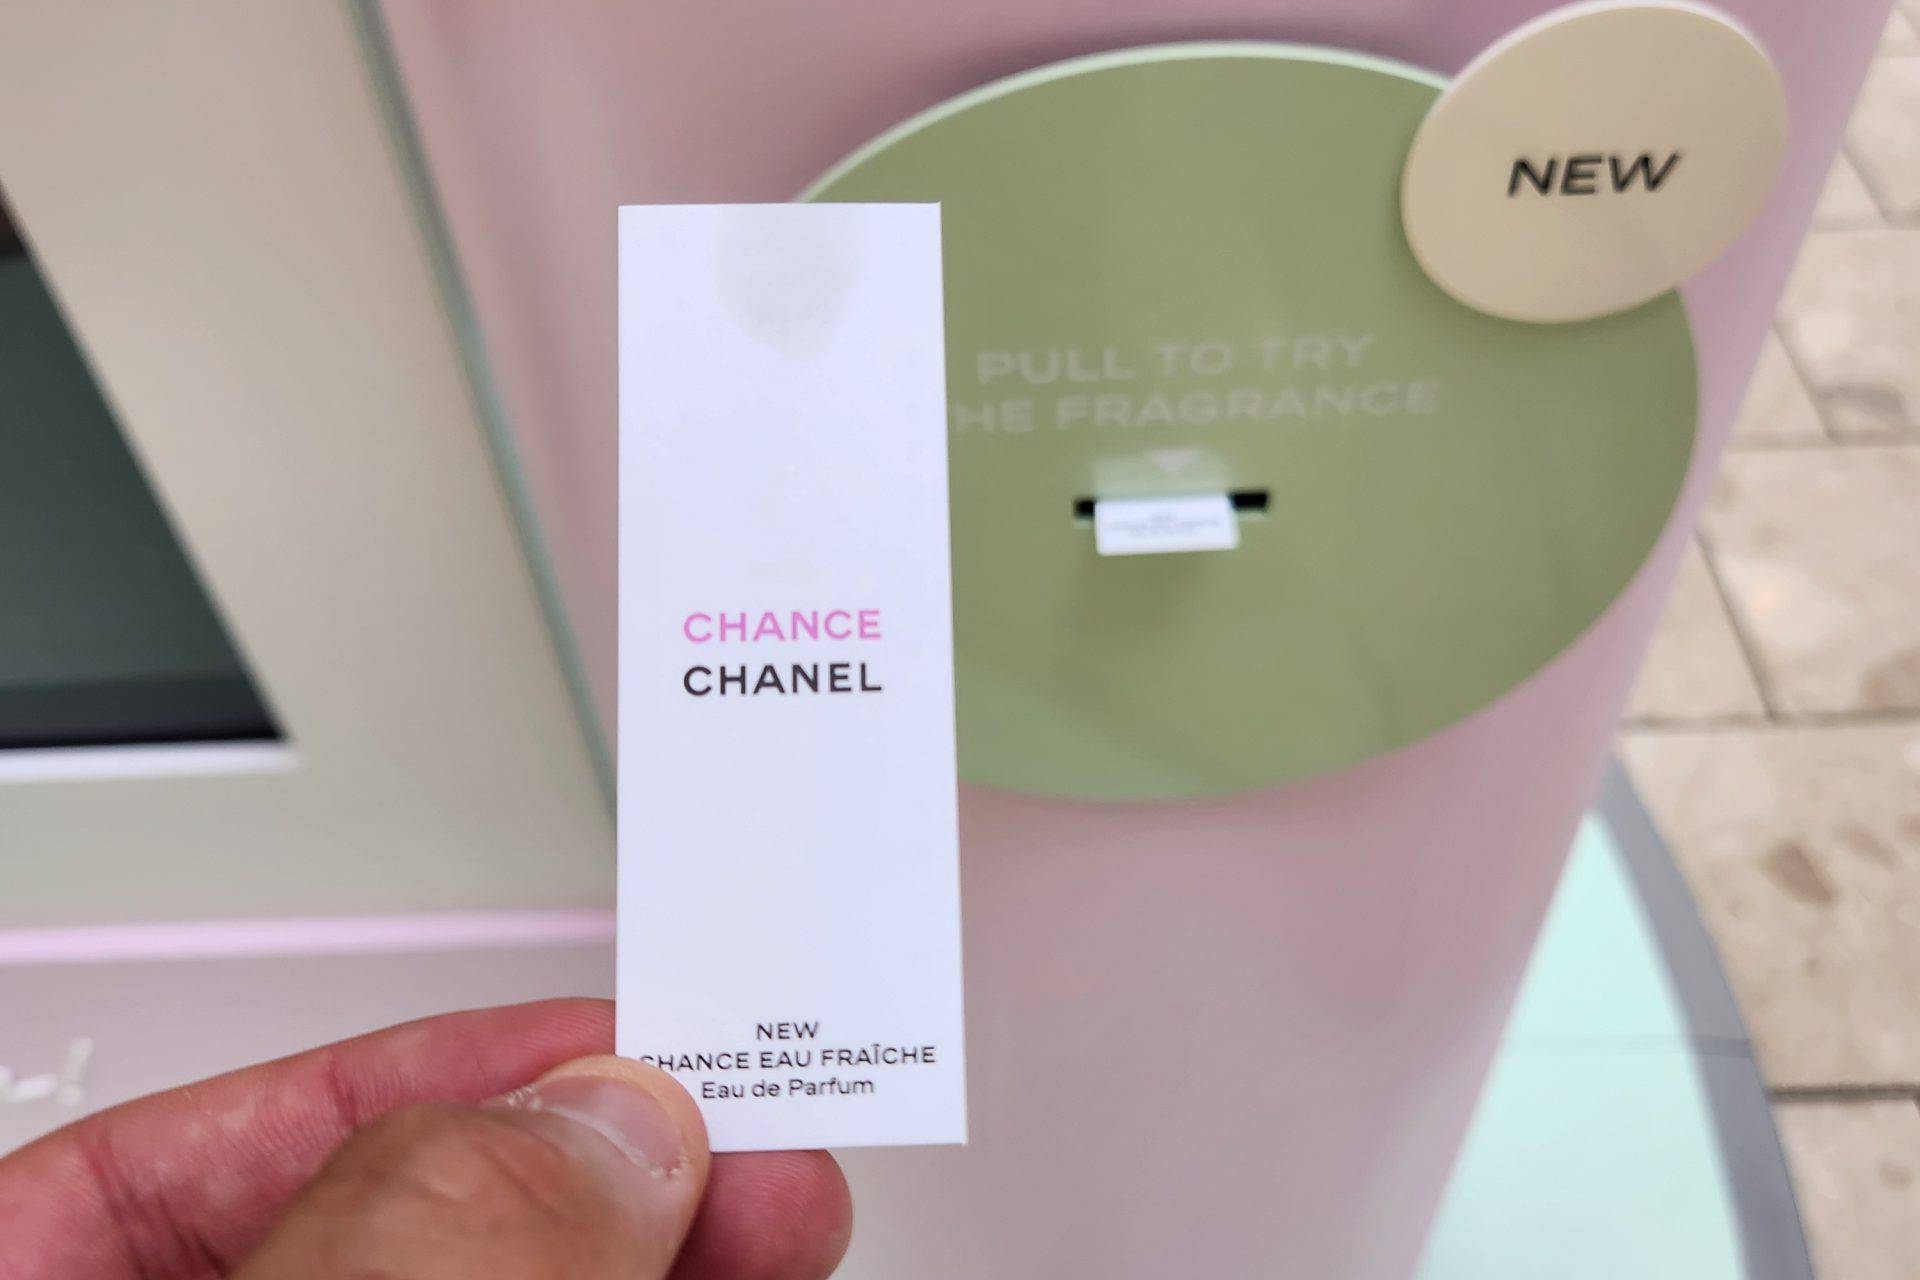 NEW
PULL TO TRY
THE FRAGRANCE
CHANCE
CHANEL
NEW
CHANCE EAU FRAÎCHE
Eau de Parfum